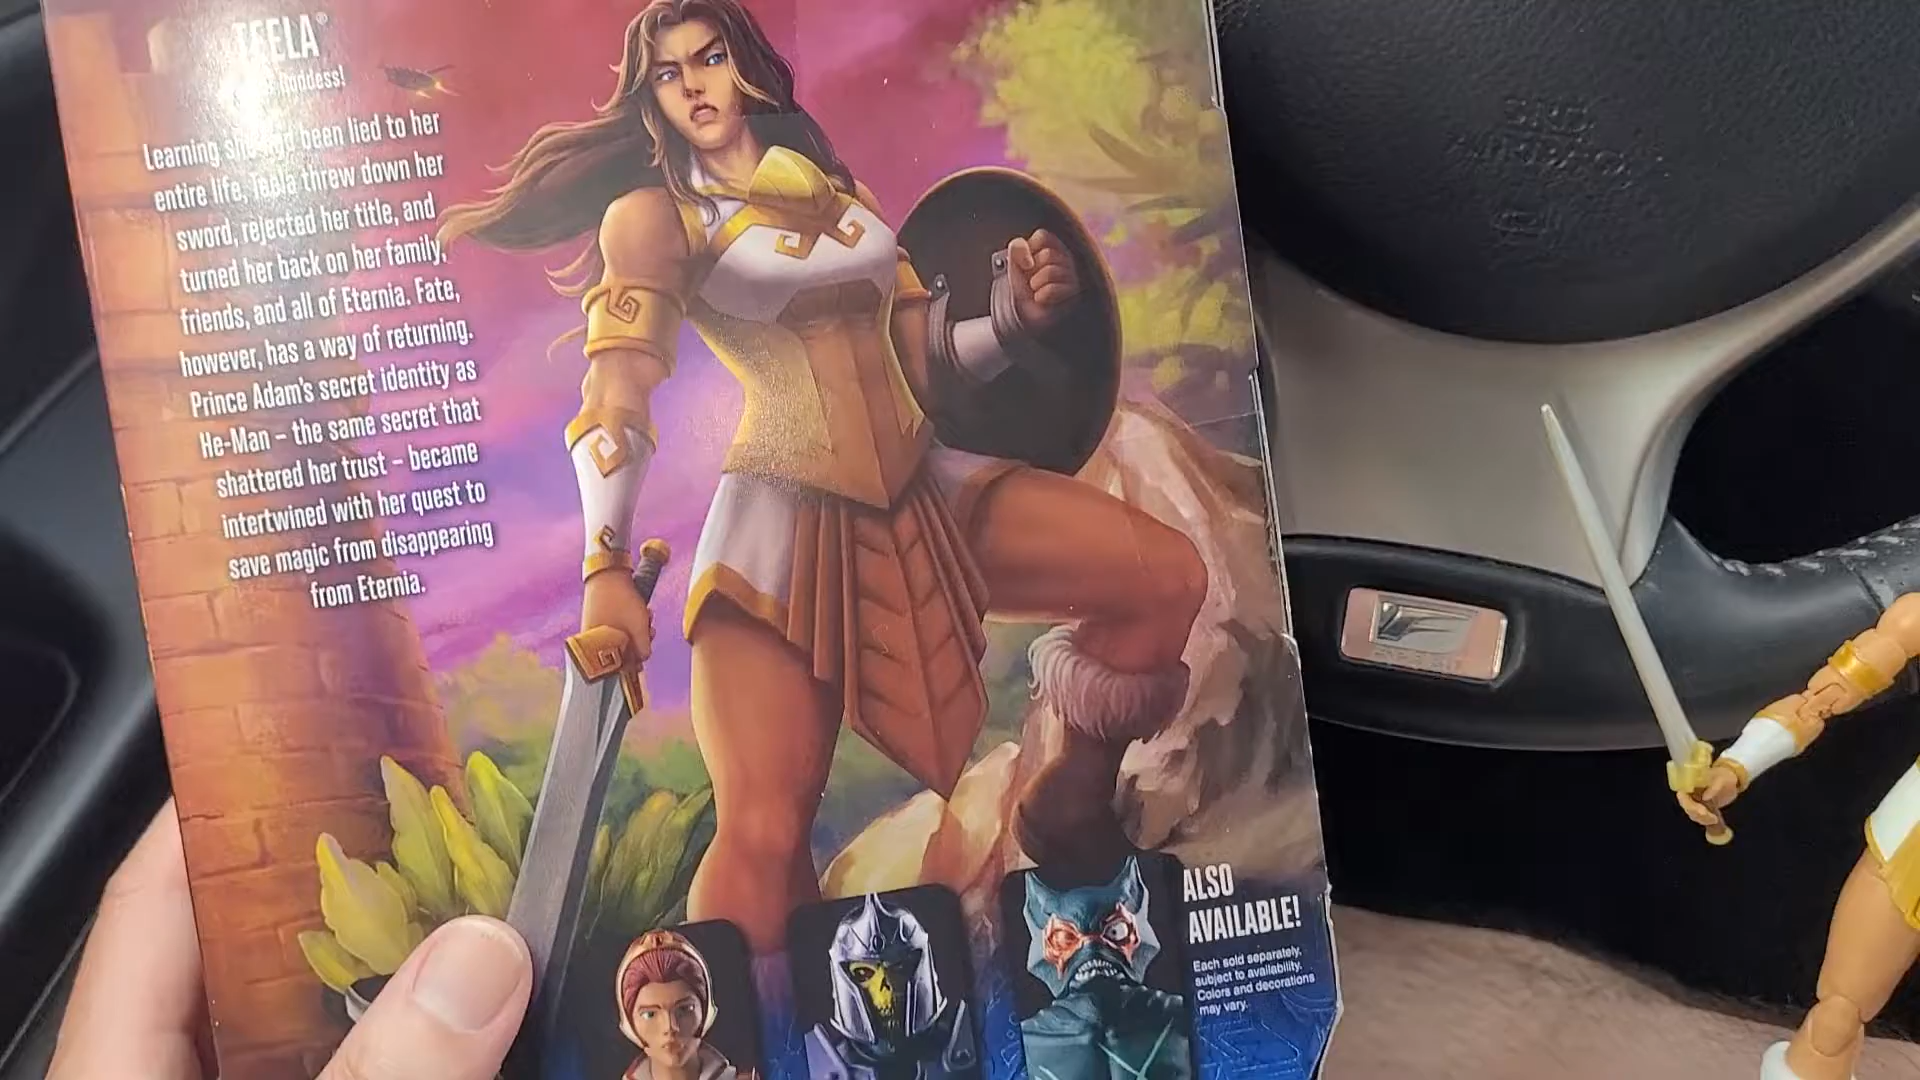 TEELA®
Goddess!
Learning she had been lied to her
entire life, Teela threw down her
sword, rejected her title, and
turned her back on her family,
friends, and all of Eternia. Fate,
however, has a way of returning.
Prince Adam's secret identity as
He-Man – the same secret that
shattered her trust – became
intertwined with her quest to
save magic from disappearing
from Eternia.
ALSO
AVAILABLE!
Each sold separately,
subject to availability.
Colors and decorations
may vary.
SRS
AIRBAG
F SPORT